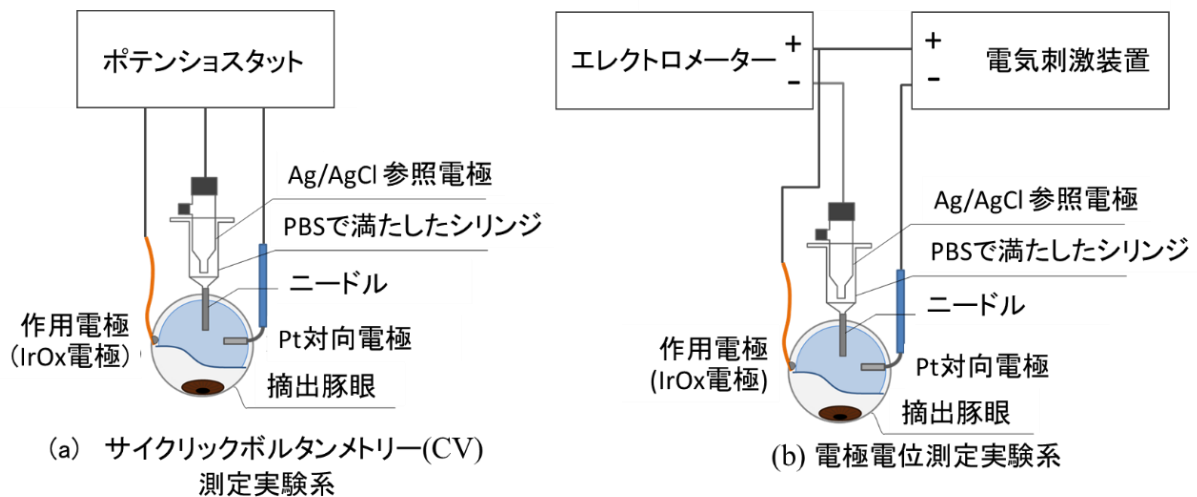 ポテンショスタット
Ag/AgCl 参照電極
PBSで満たしたシリンジ
ニードル
作用電極
(IrOx電極)
Pt対向電極
摘出豚眼
(a) サイクリックボルタンメトリー(CV)
測定実験系
エレクトロメーター
+
−
+
−
電気刺激装置
Ag/AgCl 参照電極
PBSで満たしたシリンジ
ニードル
作用電極
(IrOx電極)
Pt対向電極
摘出豚眼
(b) 電極電位測定実験系